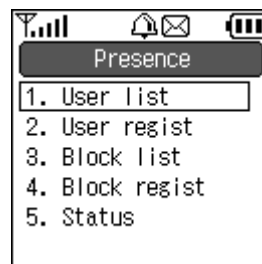 Presence
1. User list
2. User regist
3. Block list
4. Block regist
5. Status